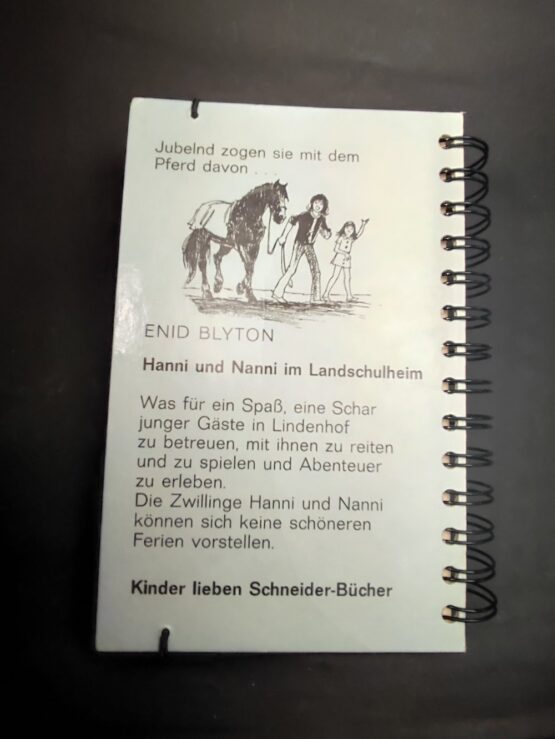 Jubelnd zogen sie mit dem
Pferd davon . . .
ENID BLYTON
Hanni und Nanni im Landschulheim
Was für ein Spaß, eine Schar
junger Gäste in Lindenhof
zu betreuen, mit ihnen zu reiten
und zu spielen und Abenteuer
zu erleben.
Die Zwillinge Hanni und Nanni
können sich keine schöneren
Ferien vorstellen.
Kinder lieben Schneider-Bücher